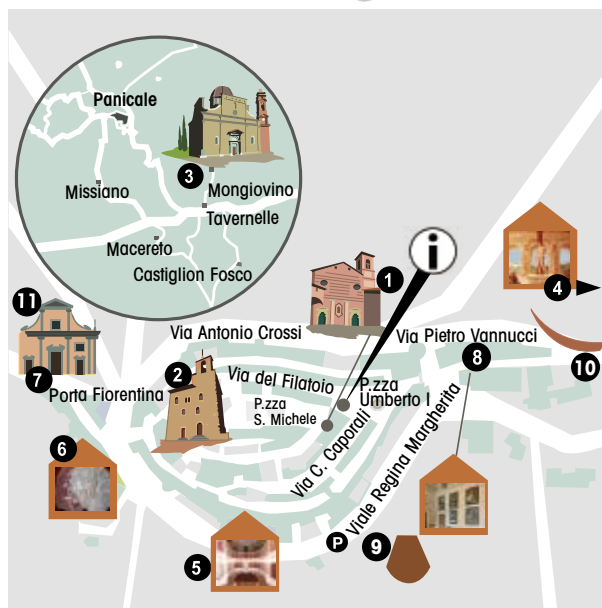 Panicale
3
Missiano
Mongiovino
Tavernelle
Macereto
Castiglion Fosco
i
1
4
11
Via Antonio Crossi
Via Pietro Vannucci
8
10
7
Porta Fiorentina
2
Via del Filatoio
P.zza
Umberto I
P.zza
S. Michele
Via C. Caporali
Viale Regina Margherita
6
P
9
5